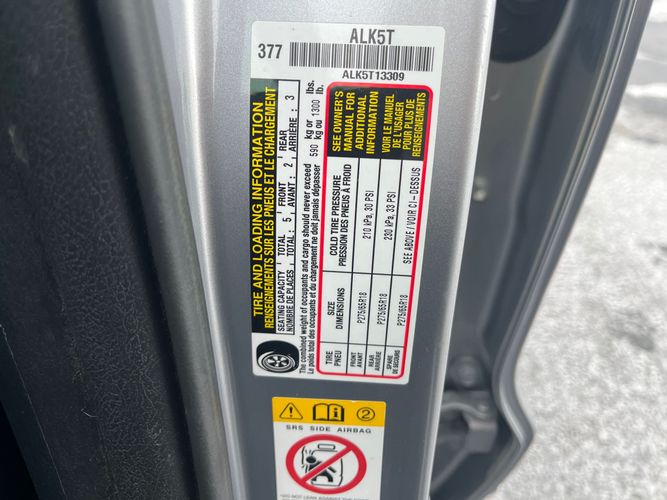 377
ALK5T
ALK5T13309
TIRE AND LOADING INFORMATION
RENSEIGNEMENTS SUR LES PNEUS ET LE CHARGEMENT
SEATING CAPACITY TOTAL 5 FRONT 2 REAR 3
NOMBRE DE PLACES TOTAL : AVANT : ARRIÈRE :
The combined weight of occupants and cargo should never exceed 590 kg or 1300 lbs.
Le poids total des occupants et du chargement ne doit jamais dépasser kg ou lb.
TIRE
PNEU
SIZE
DIMENSIONS
COLD TIRE PRESSURE
PRESSION DES PNEUS À FROID
SEE OWNER'S
MANUAL FOR
ADDITIONAL
INFORMATION
VOIR LE MANUEL
DE L'USAGER
POUR PLUS DE
RENSEIGNEMENTS
FRONT
AVANT
P275/65R18
210 kPa, 30 PSI
REAR
ARRIÈRE
P275/65R18
230 kPa, 33 PSI
SPARE
DE SECOURS
P275/65R18
SEE ABOVE / VOIR CI - DESSUS
2
SRS SIDE AIRBAG